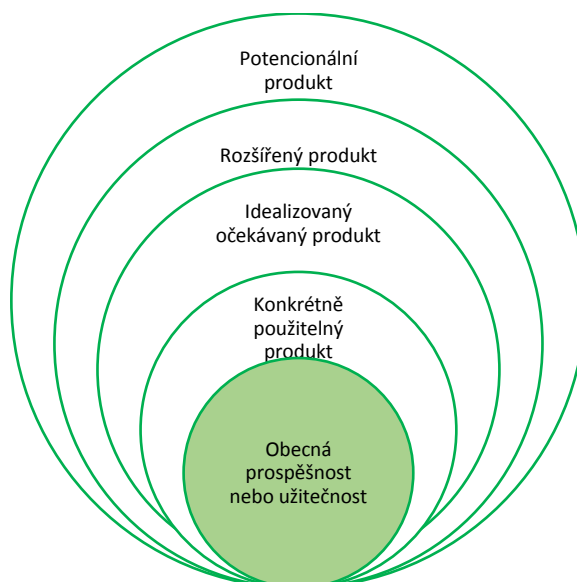 Potencionální
produkt
Rozšířený produkt
Idealizovaný
očekávaný produkt
Konkrétně
použitelný
produkt
Obecná
prospěšnost
nebo užitečnost